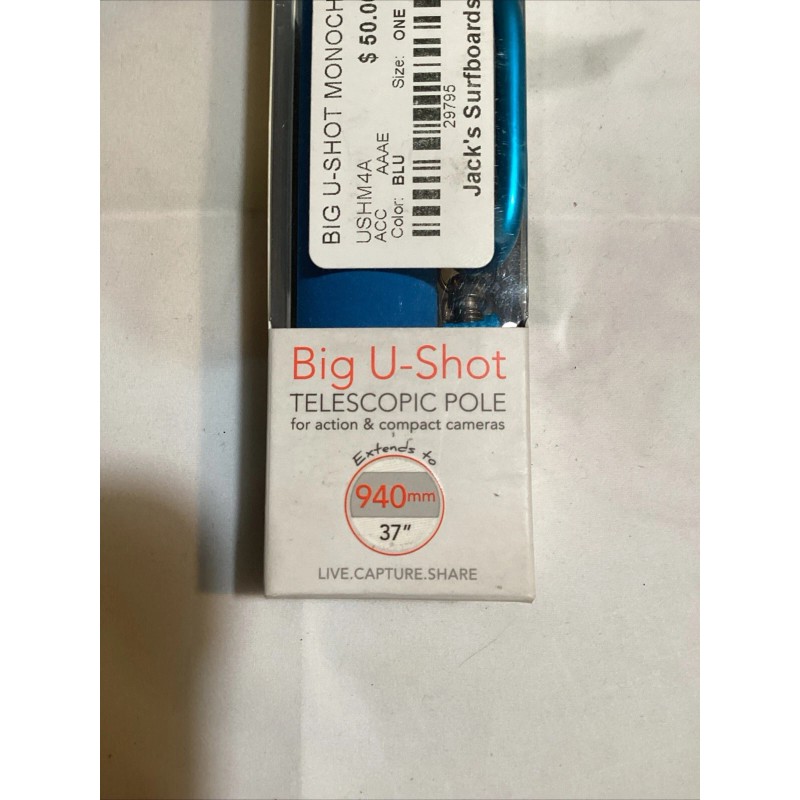 BIG U-SHOT MONOCH
USHM4A $ 50.00
ACC AAAE
Color: BLU Size: ONE
29795
Jack's Surfboards
Big U-Shot
TELESCOPIC POLE
for action & compact cameras
Extends to
940mm
37"
LIVE.CAPTURE.SHARE